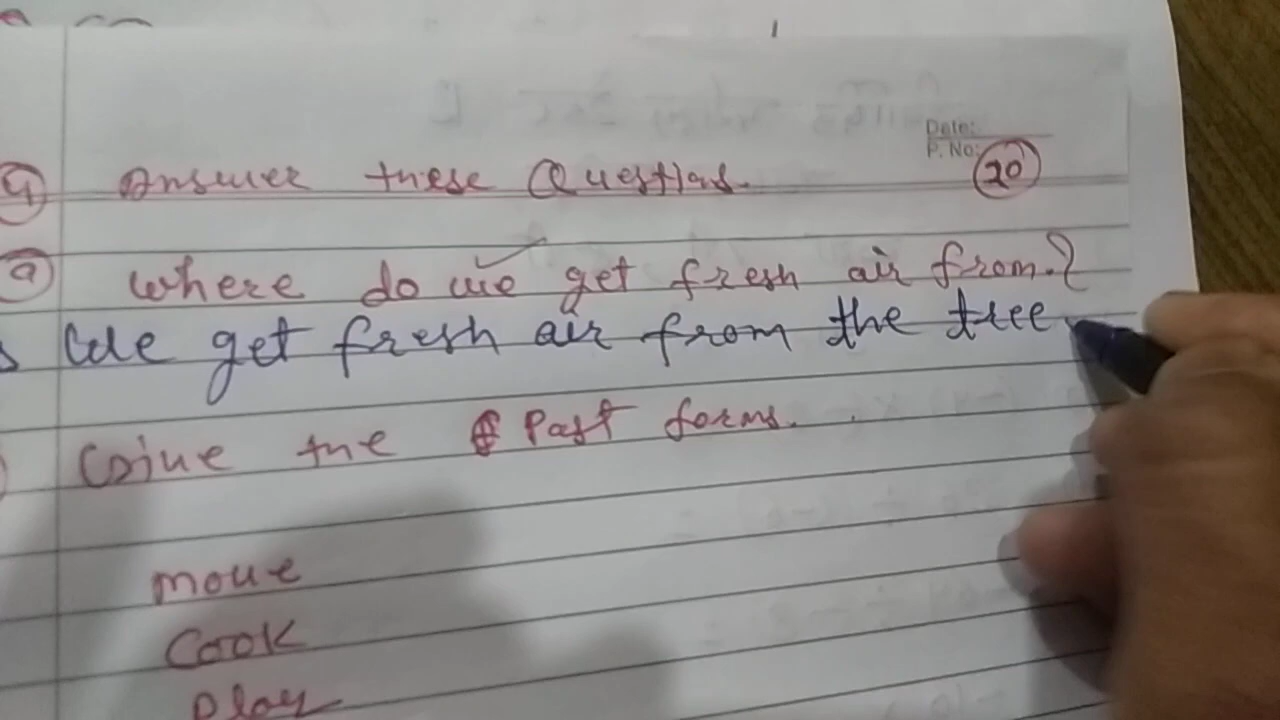 Date:
P. No: 20
4 Answer these Questions.
a Where do we get fresh air from?
s We get fresh air from the tree
Give the Past forms.
move
Cook
Play